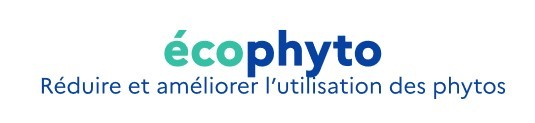 écophyto
Réduire et améliorer l'utilisation des phytos